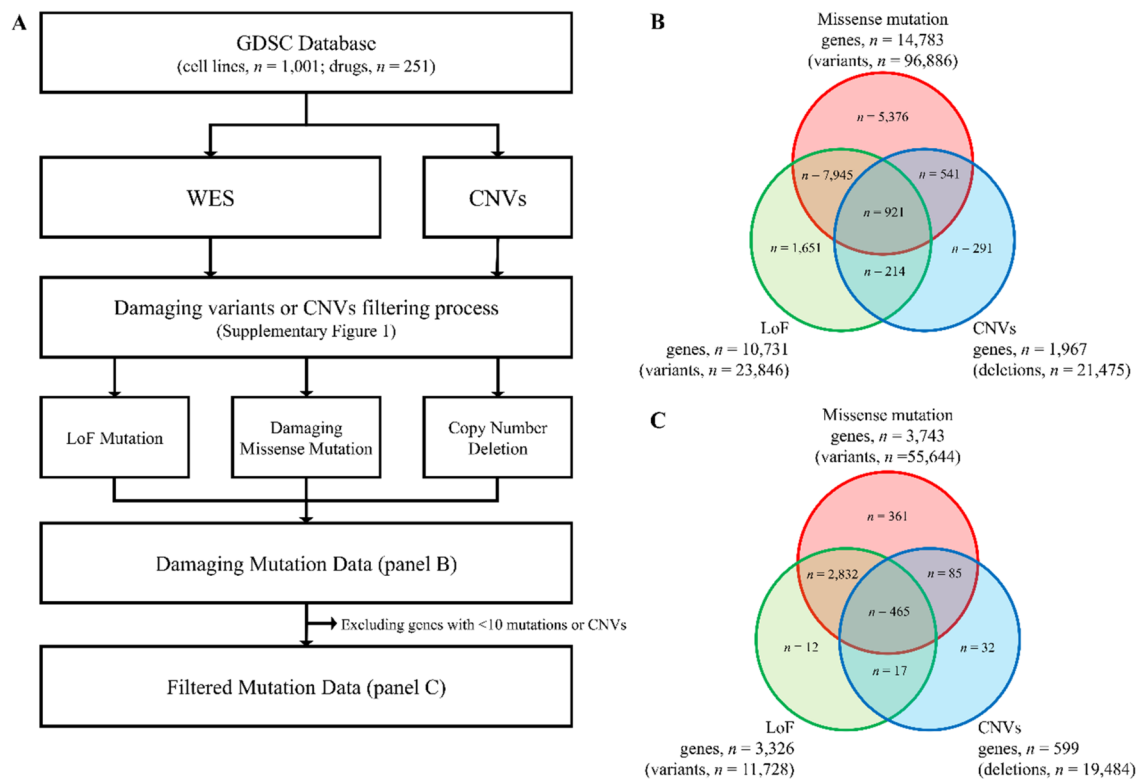 A
GDSC Database
(cell lines, n = 1,001; drugs, n = 251)
WES
CNVs
Damaging variants or CNVs filtering process
(Supplementary Figure 1)
LoF Mutation
Damaging
Missense Mutation
Copy Number
Deletion
Damaging Mutation Data (panel B)
Excluding genes with <10 mutations or CNVs
Filtered Mutation Data (panel C)
B
Missense mutation
genes, n = 14,783
(variants, n = 96,886)
n = 5,376
n = 7,945
n = 541
n = 921
n = 1,651
n = 291
n = 214
LoF
genes, n = 10,731
(variants, n = 23,846)
CNVs
genes, n = 1,967
(deletions, n = 21,475)
C
Missense mutation
genes, n = 3,743
(variants, n =55,644)
n = 361
n = 2,832
n = 85
n = 465
n = 12
n = 32
n = 17
LoF
genes, n = 3,326
(variants, n = 11,728)
CNVs
genes, n = 599
(deletions, n = 19,484)